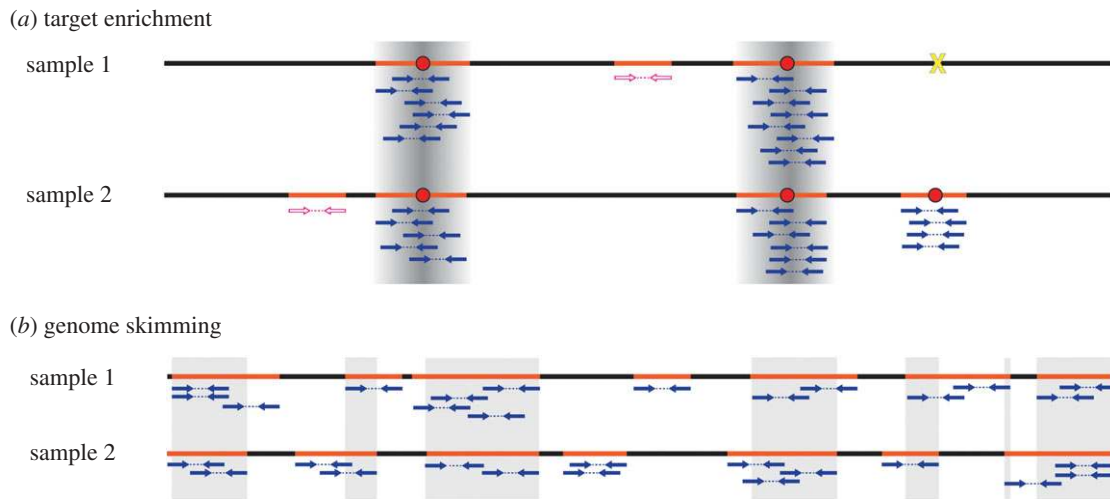 (a) target enrichment
sample 1
X
sample 2
(b) genome skimming
sample 1
sample 2